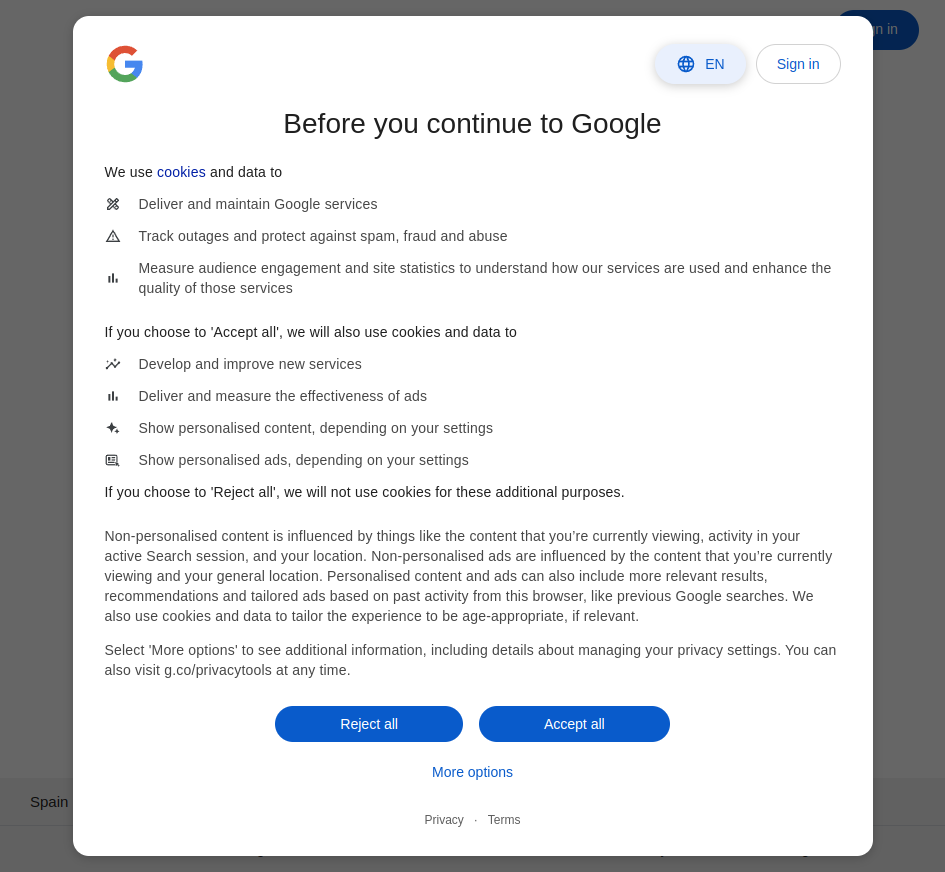 EN
Sign in
Before you continue to Google
We use cookies and data to
Deliver and maintain Google services
Track outages and protect against spam, fraud and abuse
Measure audience engagement and site statistics to understand how our services are used and enhance the
quality of those services
If you choose to 'Accept all', we will also use cookies and data to
Develop and improve new services
Deliver and measure the effectiveness of ads
Show personalised content, depending on your settings
Show personalised ads, depending on your settings
If you choose to 'Reject all', we will not use cookies for these additional purposes.
Non-personalised content is influenced by things like the content that you’re currently viewing, activity in your
active Search session, and your location. Non-personalised ads are influenced by the content that you’re currently
viewing and your general location. Personalised content and ads can also include more relevant results,
recommendations and tailored ads based on past activity from this browser, like previous Google searches. We
also use cookies and data to tailor the experience to be age-appropriate, if relevant.
Select 'More options' to see additional information, including details about managing your privacy settings. You can
also visit g.co/privacytools at any time.
Reject all
Accept all
More options
Spain
Privacy · Terms